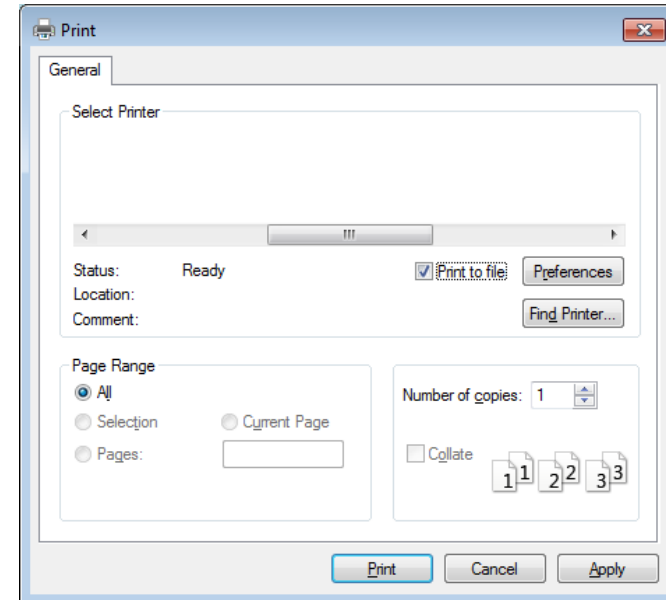 Print
General
Select Printer
Status: Ready
Print to file
Preferences
Location:
Comment:
Find Printer...
Page Range
All
Selection
Current Page
Pages:
Number of copies: 1
Collate
1 1 2 2 3 3
Print
Cancel
Apply